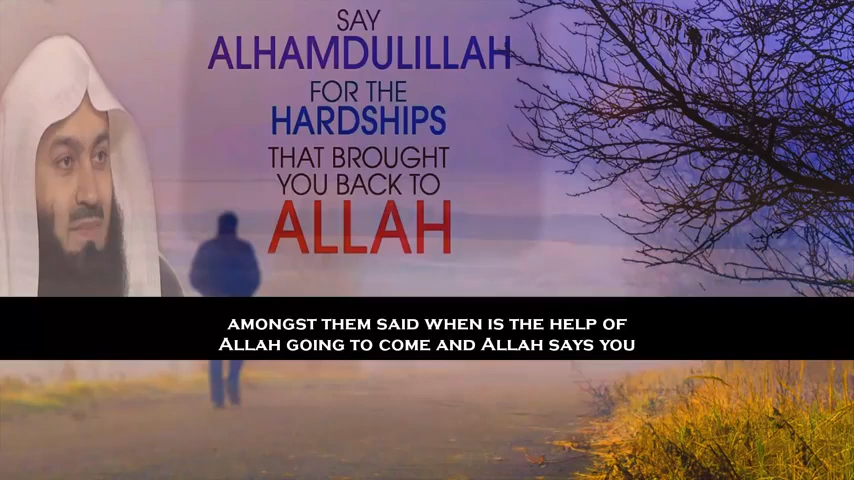 SAY
ALHAMDULILLAH
FOR THE
HARDSHIPS
THAT BROUGHT
YOU BACK TO
ALLAH
AMONGST THEM SAID WHEN IS THE HELP OF
ALLAH GOING TO COME AND ALLAH SAYS YOU